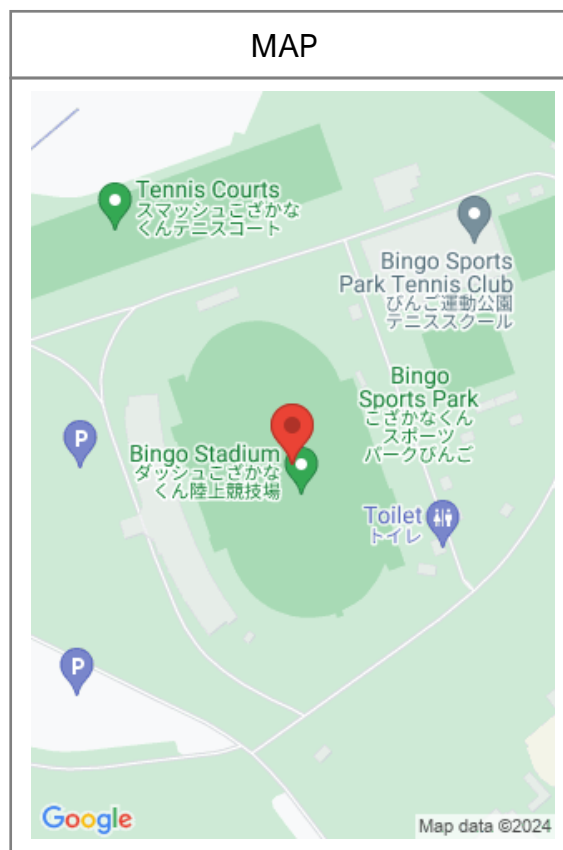 MAP
Tennis Courts
スマッシュこざかな
くんテニスコート
Bingo Sports
Park Tennis Club
びんご運動公園
テニススクール
Bingo
Sports Park
こざかなくん
スポーツ
パークびんご
P
Bingo Stadium
ダッシュこざかな
くん陸上競技場
Toilet
トイレ
P
Google
Map data ©2024